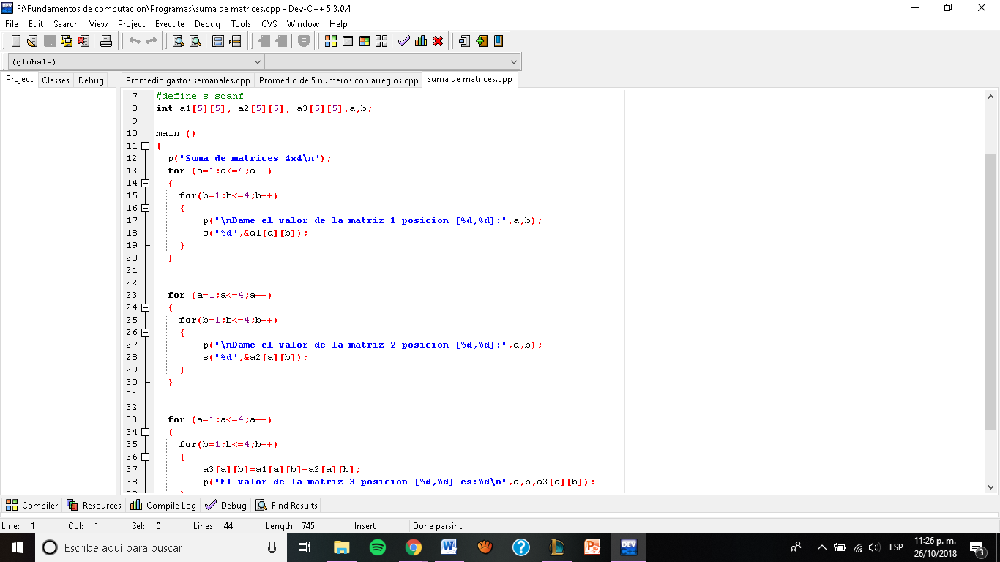 F:\Fundamentos de computacion\Programas\suma de matrices.cpp - Dev-C++ 5.3.0.4
File Edit Search View Project Execute Debug Tools CVS Window Help
(globals)
Project Classes Debug
Promedio gastos semanales.cpp Promedio de 5 numeros con arreglos.cpp suma de matrices.cpp
7 #define s scanf
8 int a1[5][5], a2[5][5], a3[5][5],a,b;
9
10 main ()
11 {
12 p("Suma de matrices 4x4\n");
13 for (a=1;a<=4;a++)
14 {
15 for(b=1;b<=4;b++)
16 {
17 p("\nDame el valor de la matriz 1 posicion [%d,%d]:",a,b);
18 s("%d",&a1[a][b]);
19 }
20 }
21
22
23 for (a=1;a<=4;a++)
24 {
25 for(b=1;b<=4;b++)
26 {
27 p("\nDame el valor de la matriz 2 posicion [%d,%d]:",a,b);
28 s("%d",&a2[a][b]);
29 }
30 }
31
32
33 for (a=1;a<=4;a++)
34 {
35 for(b=1;b<=4;b++)
36 {
37 a3[a][b]=a1[a][b]+a2[a][b];
38 p("El valor de la matriz 3 posicion [%d,%d] es:%d\n",a,b,a3[a][b]);
Compiler Resources Compile Log Debug Find Results
Line: 1 Col: 1 Sel: 0 Lines: 44 Length: 745 Insert Done parsing
Escribe aquí para buscar
ESP
11:26 p. m.
26/10/2018
3